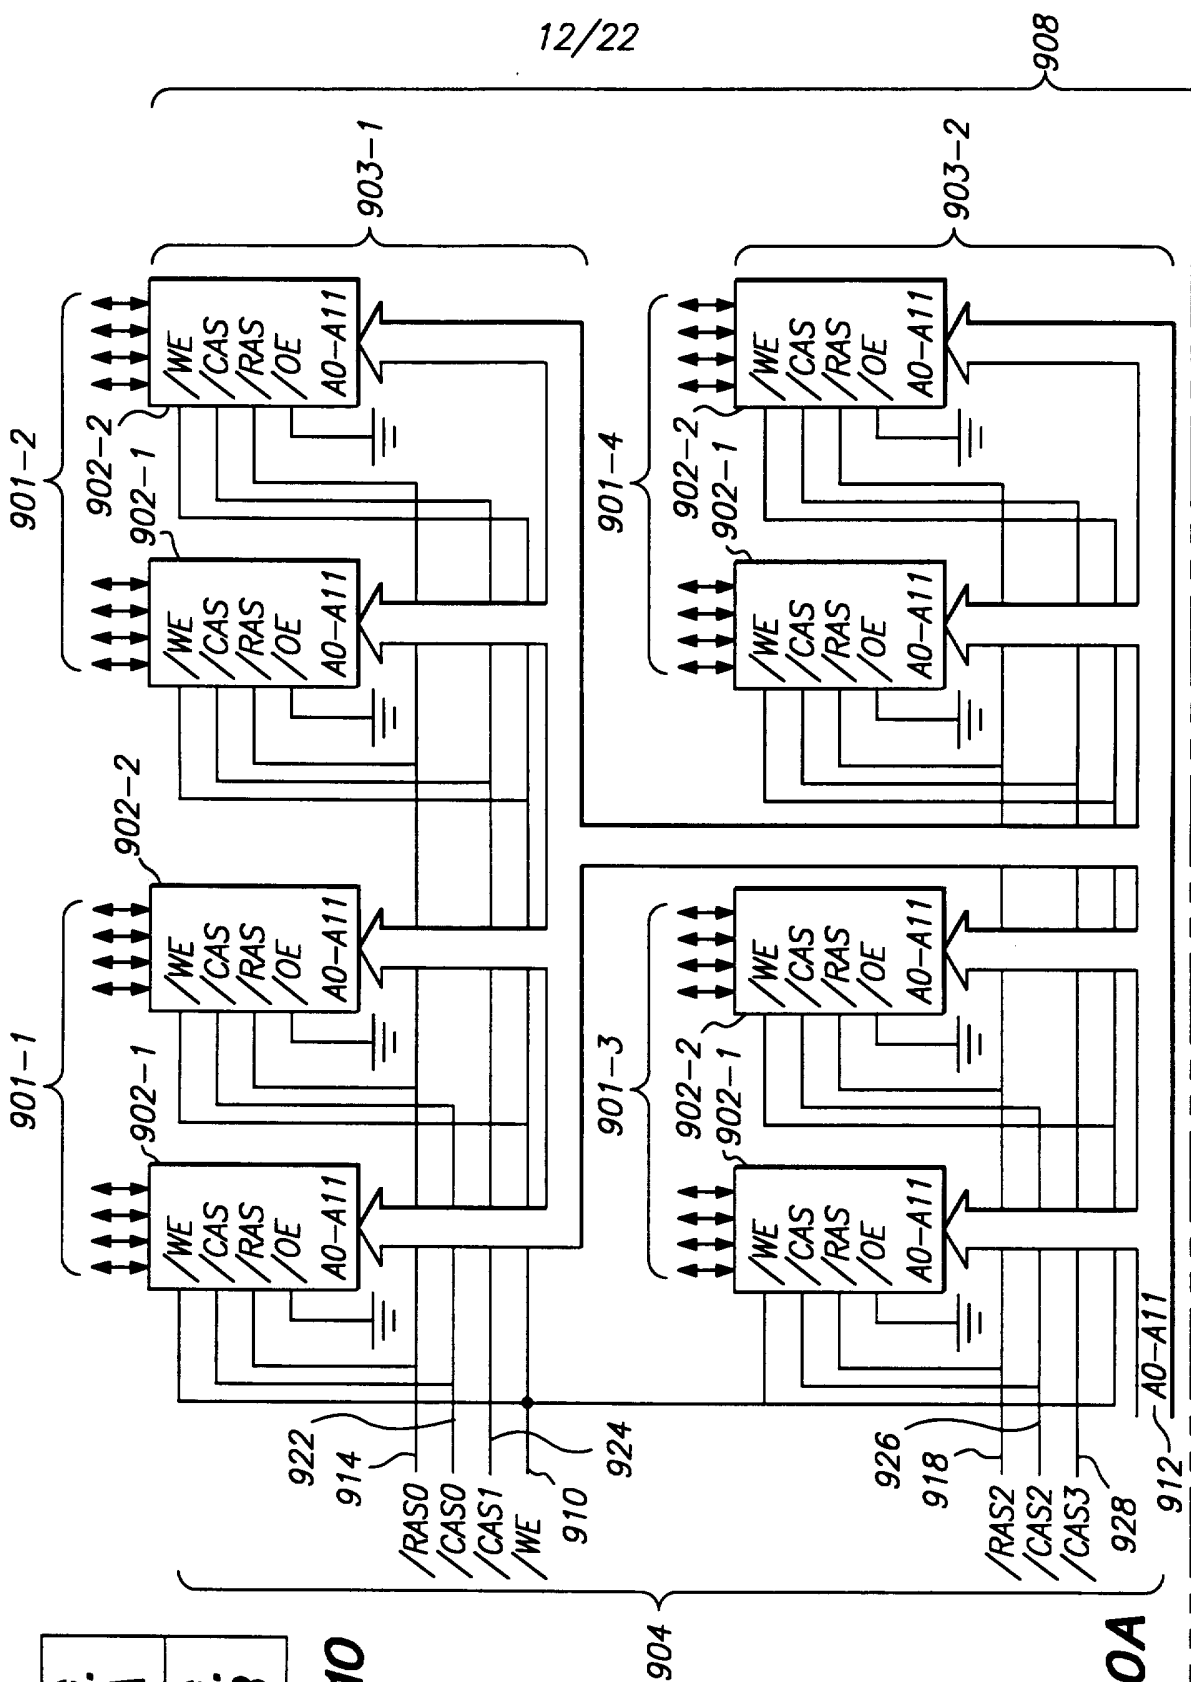 12/22
908
901-2
902-2
902-1
/WE
/CAS
/RAS
/OE
A0-A11
/WE
/CAS
/RAS
/OE
A0-A11
903-1
901-1
902-2
902-1
/WE
/CAS
/RAS
/OE
A0-A11
/WE
/CAS
/RAS
/OE
A0-A11
922
914
924
910
/RAS0
/CAS0
/CAS1
/WE
901-4
902-2
902-1
/WE
/CAS
/RAS
/OE
A0-A11
/WE
/CAS
/RAS
/OE
A0-A11
903-2
901-3
902-2
902-1
/WE
/CAS
/RAS
/OE
A0-A11
/WE
/CAS
/RAS
/OE
A0-A11
926
918
928
912
A0-A11
/RAS2
/CAS2
/CAS3
904
10
0A